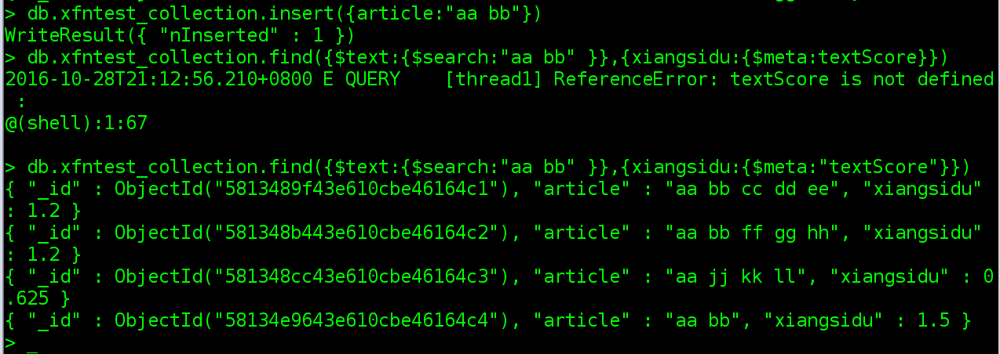 > db.xfntest_collection.insert({article:"aa bb"})
WriteResult({ "nInserted" : 1 })
> db.xfntest_collection.find({$text:{$search:"aa bb" }},{xiangsidu:{$meta:textScore}})
2016-10-28T21:12:56.210+0800 E QUERY    [thread1] ReferenceError: textScore is not defined
 :
@(shell):1:67
> db.xfntest_collection.find({$text:{$search:"aa bb" }},{xiangsidu:{$meta:"textScore"}})
{ "_id" : ObjectId("5813489f43e610cbe46164c1"), "article" : "aa bb cc dd ee", "xiangsidu"
: 1.2 }
{ "_id" : ObjectId("581348b443e610cbe46164c2"), "article" : "aa bb ff gg hh", "xiangsidu"
: 1.2 }
{ "_id" : ObjectId("581348cc43e610cbe46164c3"), "article" : "aa jj kk ll", "xiangsidu" : 0
.625 }
{ "_id" : ObjectId("58134e9643e610cbe46164c4"), "article" : "aa bb", "xiangsidu" : 1.5 }
> _